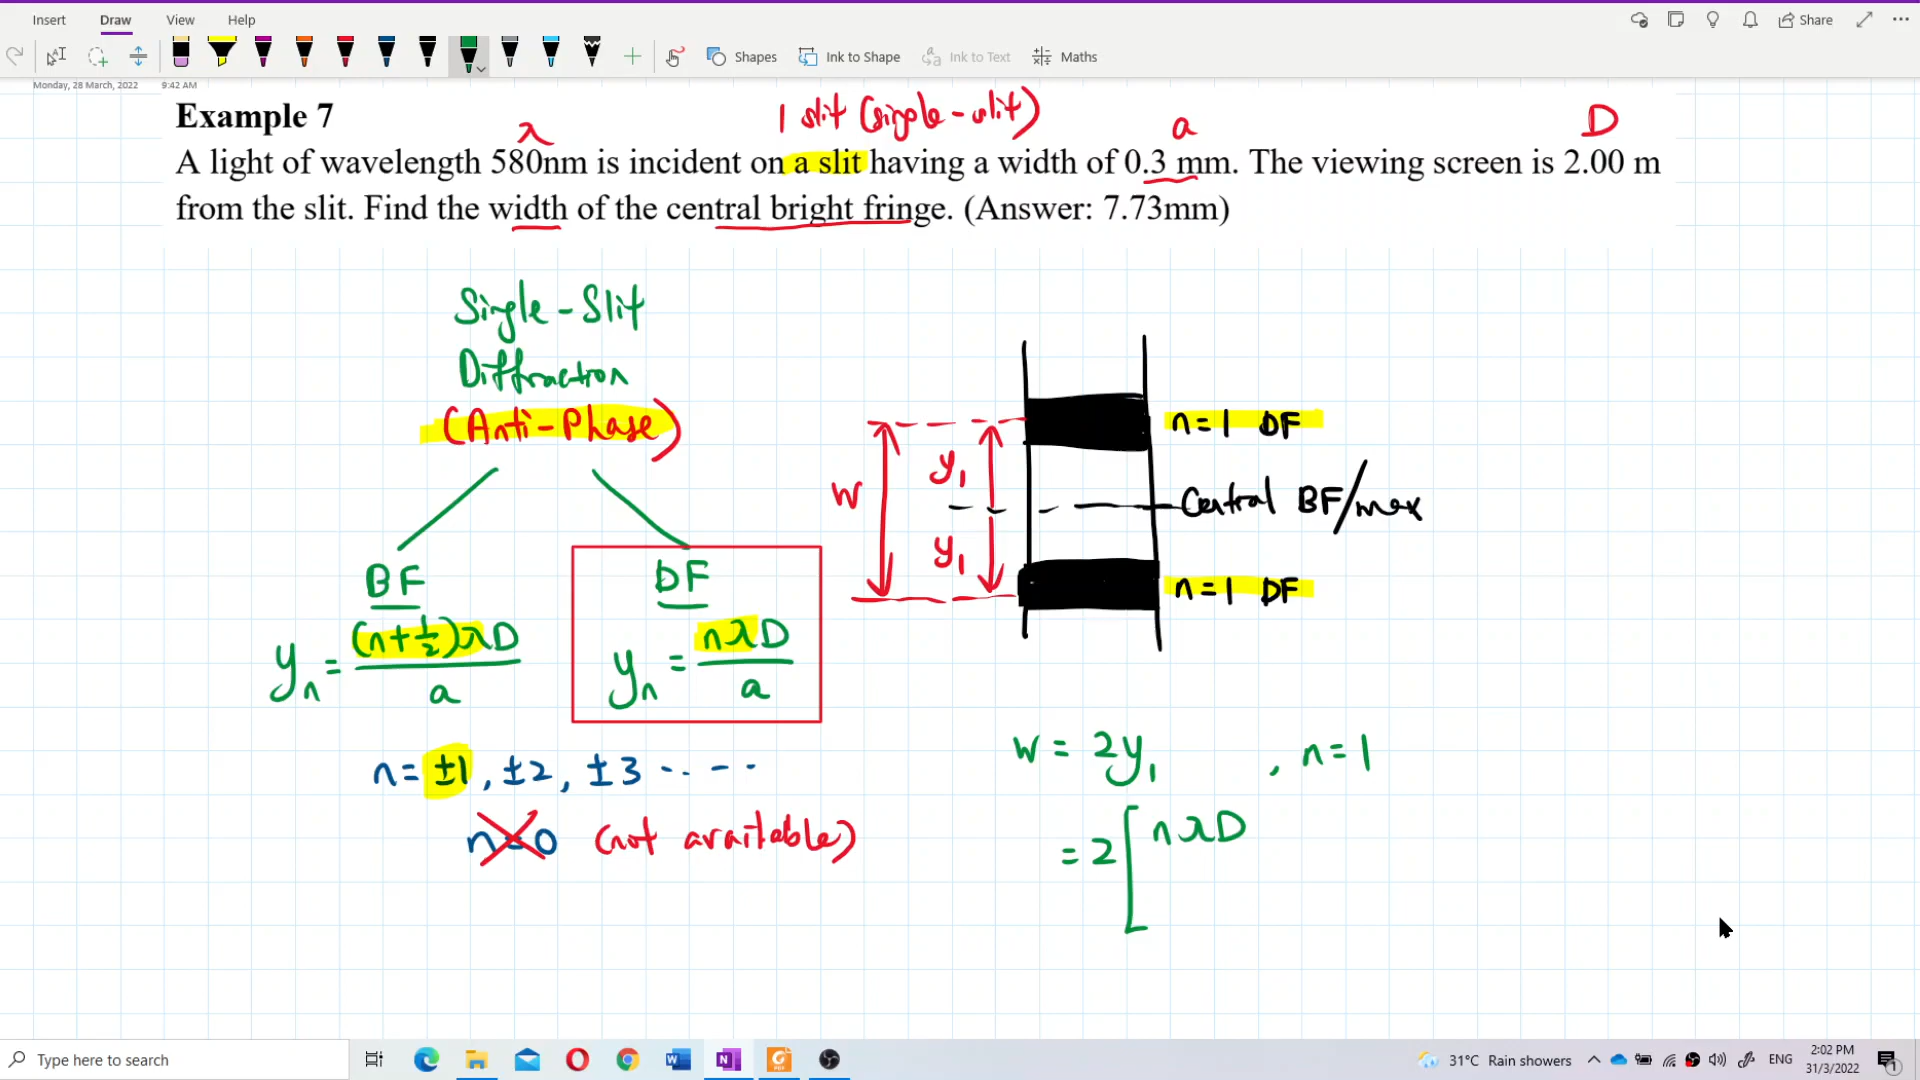 Insert Draw View Help
Share
Shapes Ink to Shape Ink to Text Maths
Monday, 28 March, 2022 9:42 AM
Example 7
1 slit (single-slit)
λ
a
D
A light of wavelength 580nm is incident on a slit having a width of 0.3 mm. The viewing screen is 2.00 m
from the slit. Find the width of the central bright fringe. (Answer: 7.73mm)
Single-Slit
Diffraction
(Anti-Phase)
BF
yₙ = (n+½)λD / a
DF
yₙ = nλD / a
n = ±1, ±2, ±3 ......
n=0 (not available)
n=1 DF
y₁
W
Central BF/max
y₁
n=1 DF
W = 2y₁ , n=1
= 2[nλD
Type here to search
31°C Rain showers
ENG
2:02 PM
31/3/2022
1